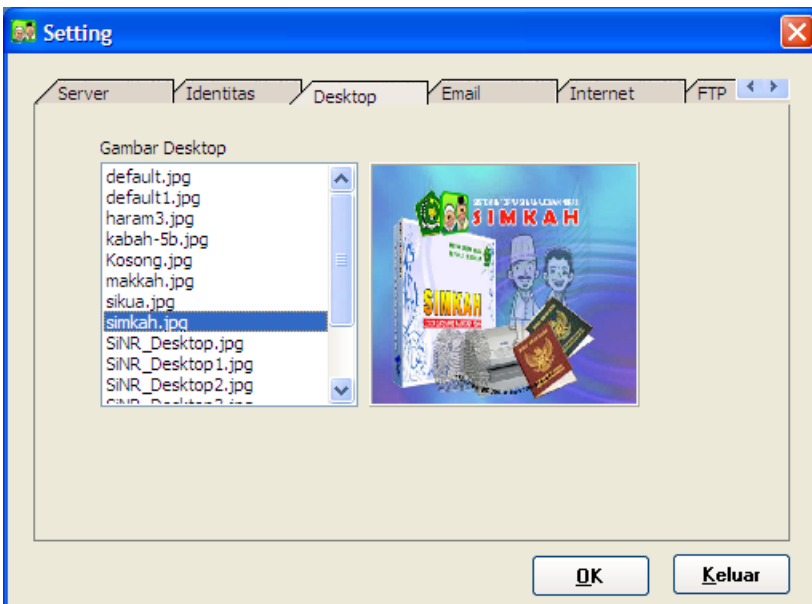 Setting
Server
Identitas
Desktop
Email
Internet
FTP
Gambar Desktop
default.jpg
default1.jpg
haram3.jpg
kabah-5b.jpg
Kosong.jpg
makkah.jpg
sikua.jpg
simkah.jpg
SiNR_Desktop.jpg
SiNR_Desktop1.jpg
SiNR_Desktop2.jpg
SIMKAH
SIMKAH
OK
Keluar